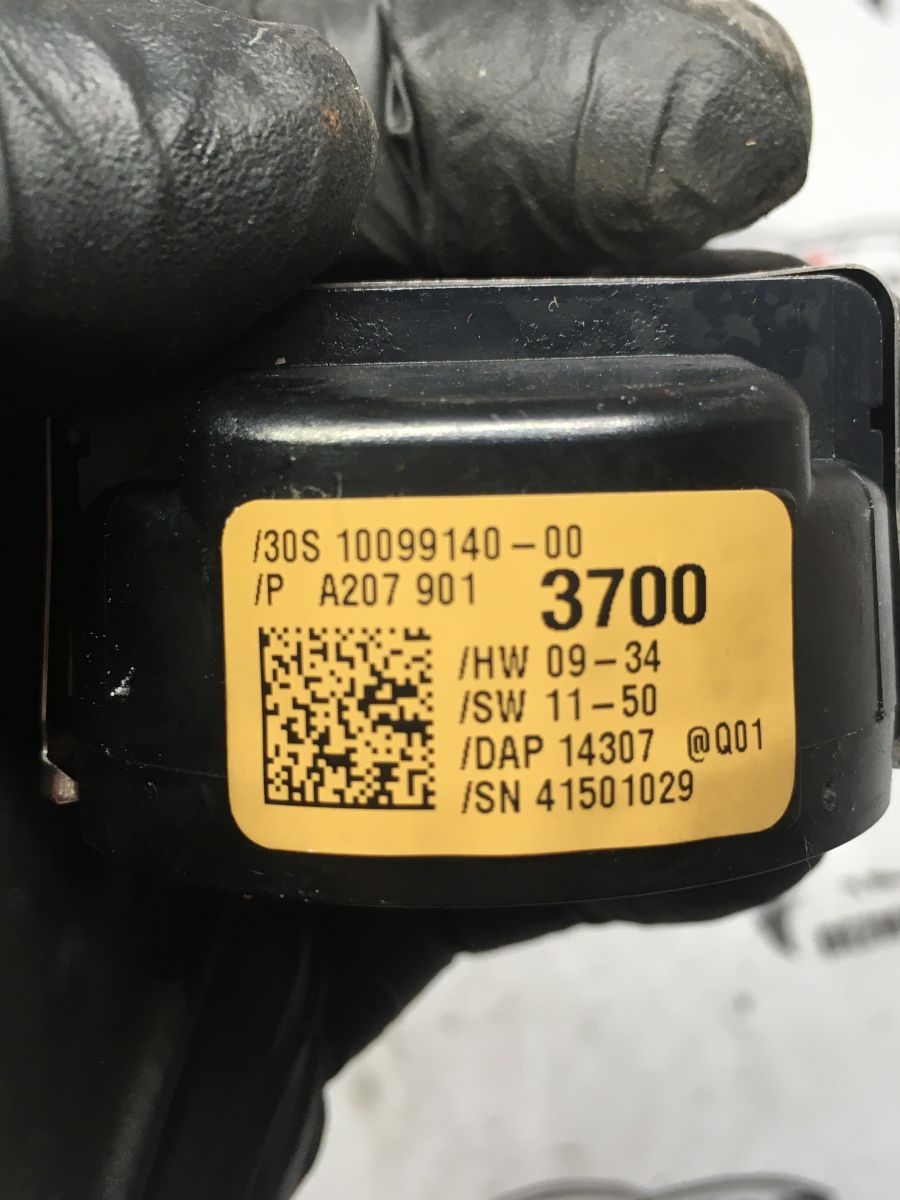 /30S 10099140-00
/P A207 901 3700
/HW 09-34
/SW 11-50
/DAP 14307 @Q01
/SN 41501029